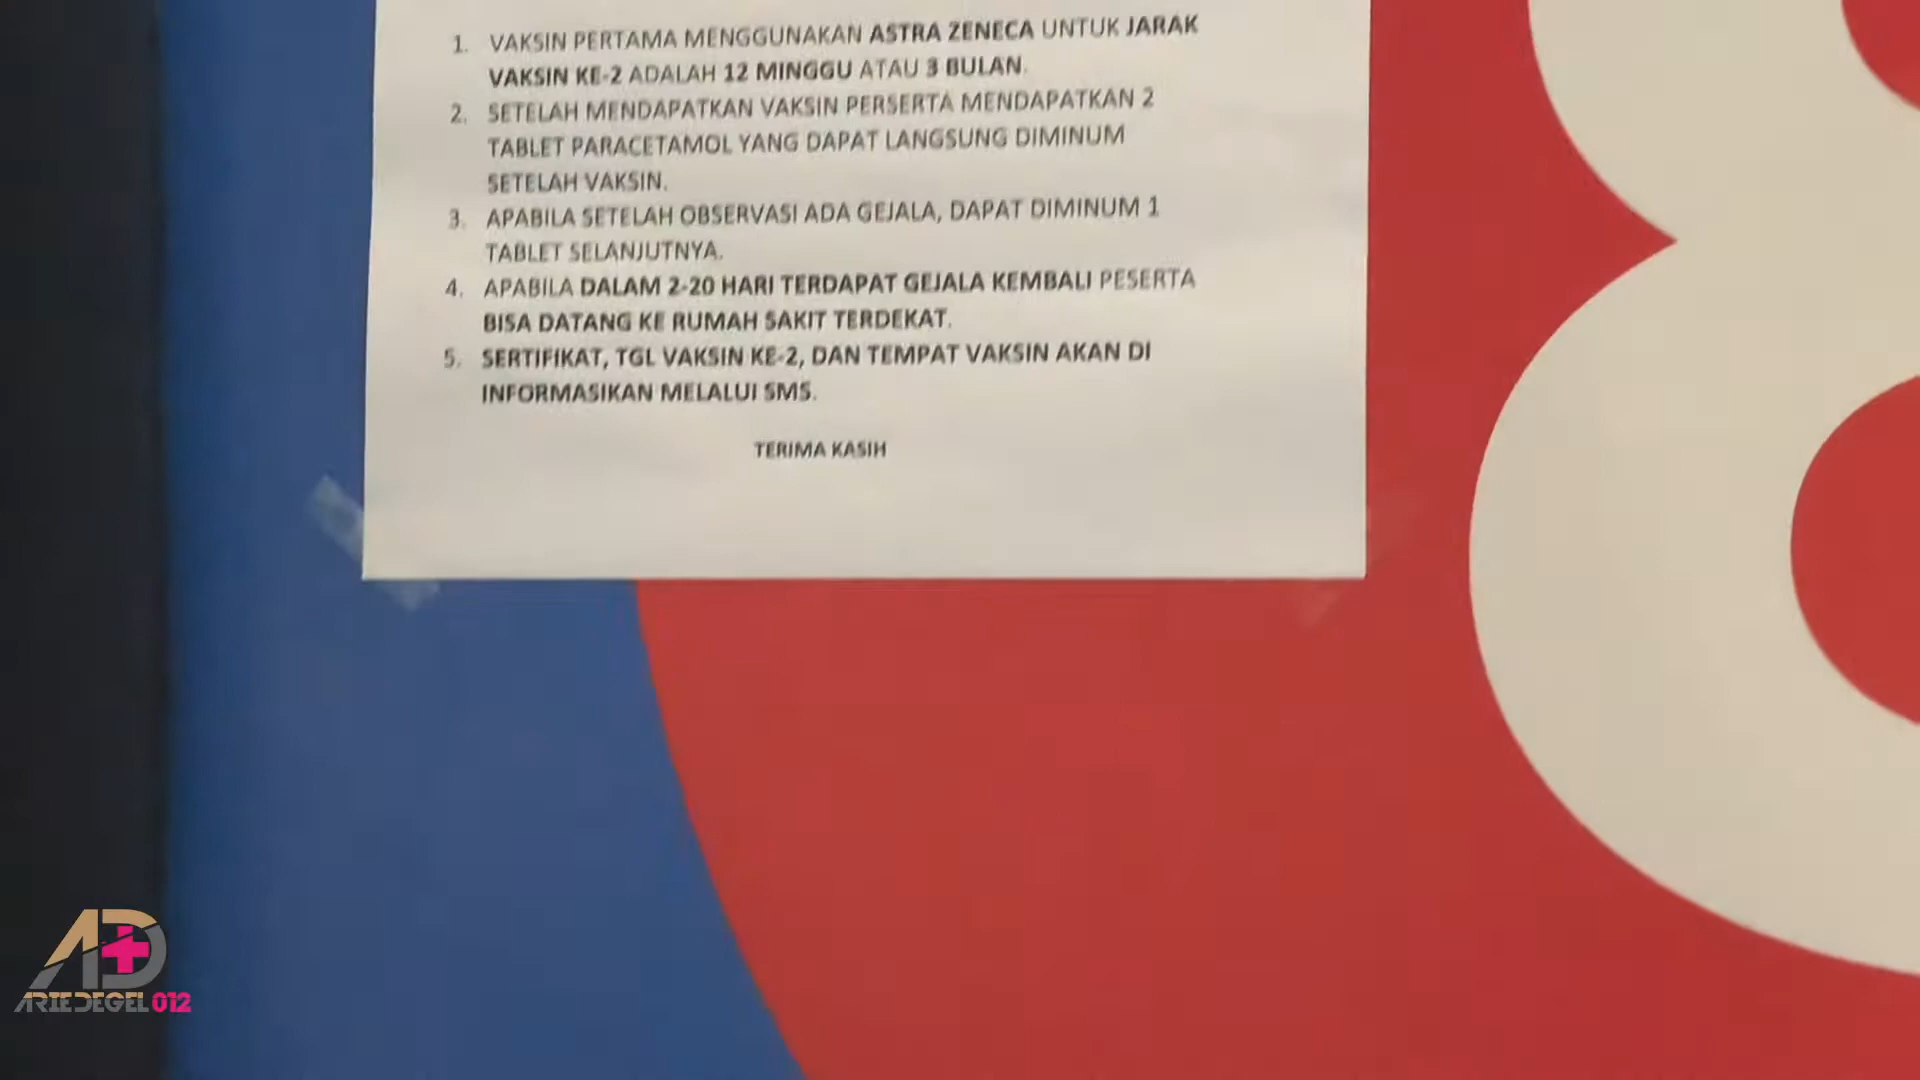 1. VAKSIN PERTAMA MENGGUNAKAN ASTRA ZENECA UNTUK JARAK
VAKSIN KE-2 ADALAH 12 MINGGU ATAU 3 BULAN.
2. SETELAH MENDAPATKAN VAKSIN PERSERTA MENDAPATKAN 2
TABLET PARACETAMOL YANG DAPAT LANGSUNG DIMINUM
SETELAH VAKSIN.
3. APABILA SETELAH OBSERVASI ADA GEJALA, DAPAT DIMINUM 1
TABLET SELANJUTNYA.
4. APABILA DALAM 2-20 HARI TERDAPAT GEJALA KEMBALI PESERTA
BISA DATANG KE RUMAH SAKIT TERDEKAT.
5. SERTIFIKAT, TGL VAKSIN KE-2, DAN TEMPAT VAKSIN AKAN DI
INFORMASIKAN MELALUI SMS.
TERIMA KASIH
AD
ARIEDEGEL012